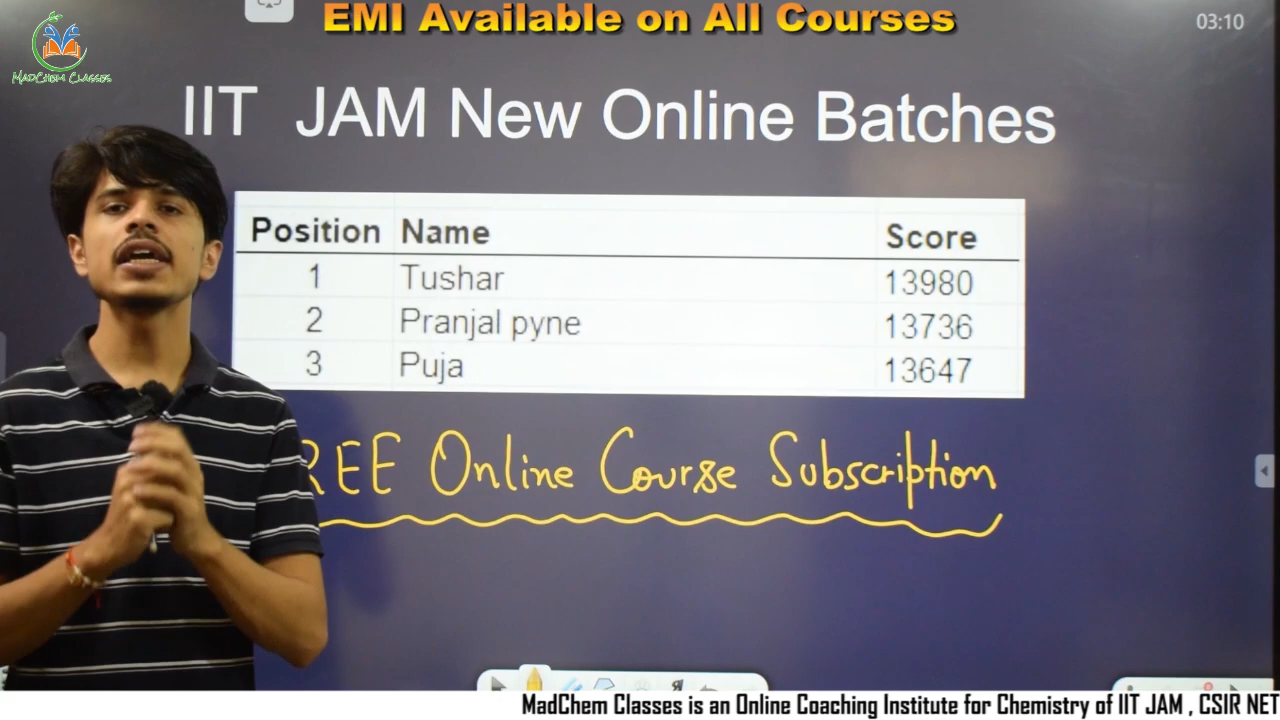 EMI Available on All Courses
03:10
MadChem Classes
IIT JAM New Online Batches
Position Name Score
1 Tushar 13980
2 Pranjal pyne 13736
3 Puja 13647
REE Online Course Subscription
MadChem Classes is an Online Coaching Institute for Chemistry of IIT JAM , CSIR NET